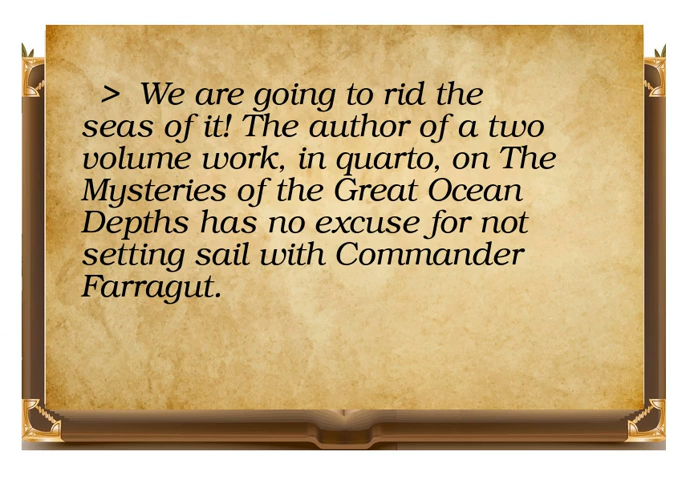 > We are going to rid the
seas of it! The author of a two
volume work, in quarto, on The
Mysteries of the Great Ocean
Depths has no excuse for not
setting sail with Commander
Farragut.